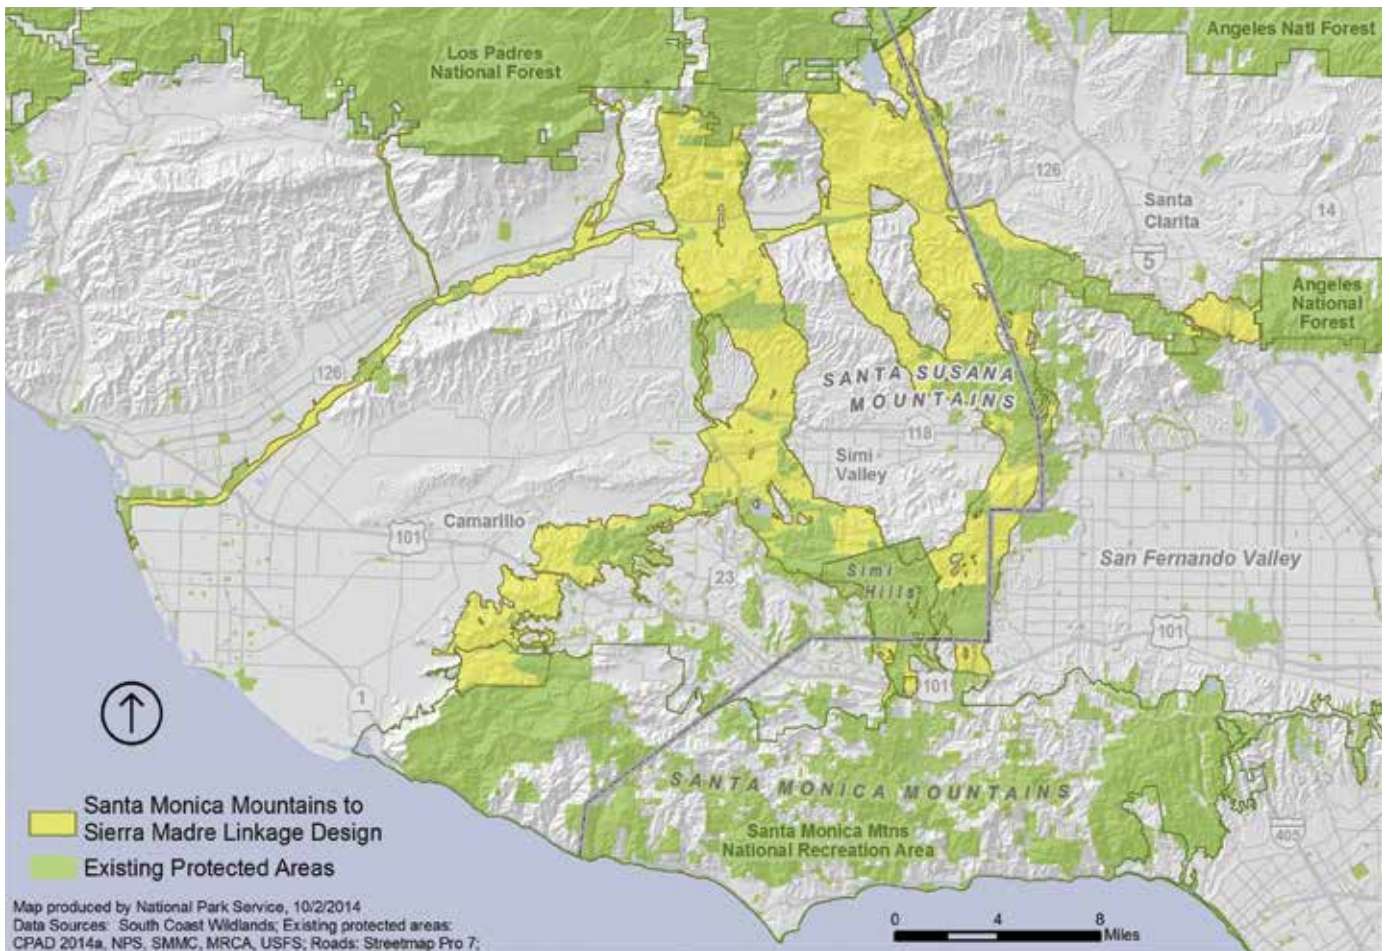 Los Padres
National Forest
Angeles Natl Forest
126
Santa
Clarita
14
5
Angeles
National
Forest
126
SANTA SUSANA
MOUNTAINS
118
Simi
Valley
Camarillo
101
23
Simi
Hills
San Fernando Valley
101
101
1
SANTA MONICA MOUNTAINS
Santa Monica Mtns
National Recreation Area
405
Santa Monica Mountains to
Sierra Madre Linkage Design
Existing Protected Areas
Map produced by National Park Service, 10/2/2014
Data Sources: South Coast Wildlands; Existing protected areas:
CPAD 2014a, NPS, SMMC, MRCA, USFS; Roads: Streetmap Pro 7;
0 4 8
Miles